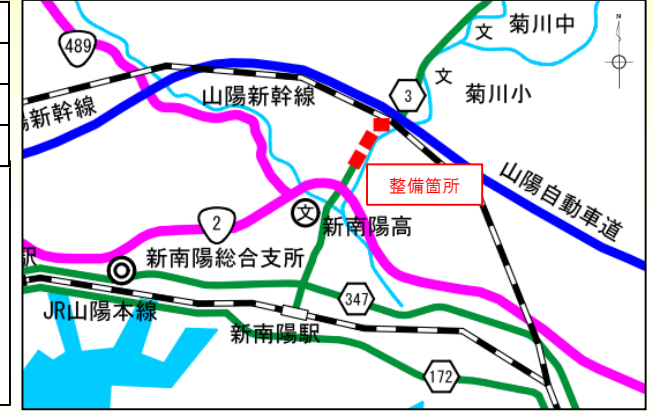 菊川中
文
489
文
菊川小
山陽新幹線
3
新幹線
整備箇所
山陽自動車道
2
文
新南陽高
駅
新南陽総合支所
347
JR山陽本線
新南陽駅
172